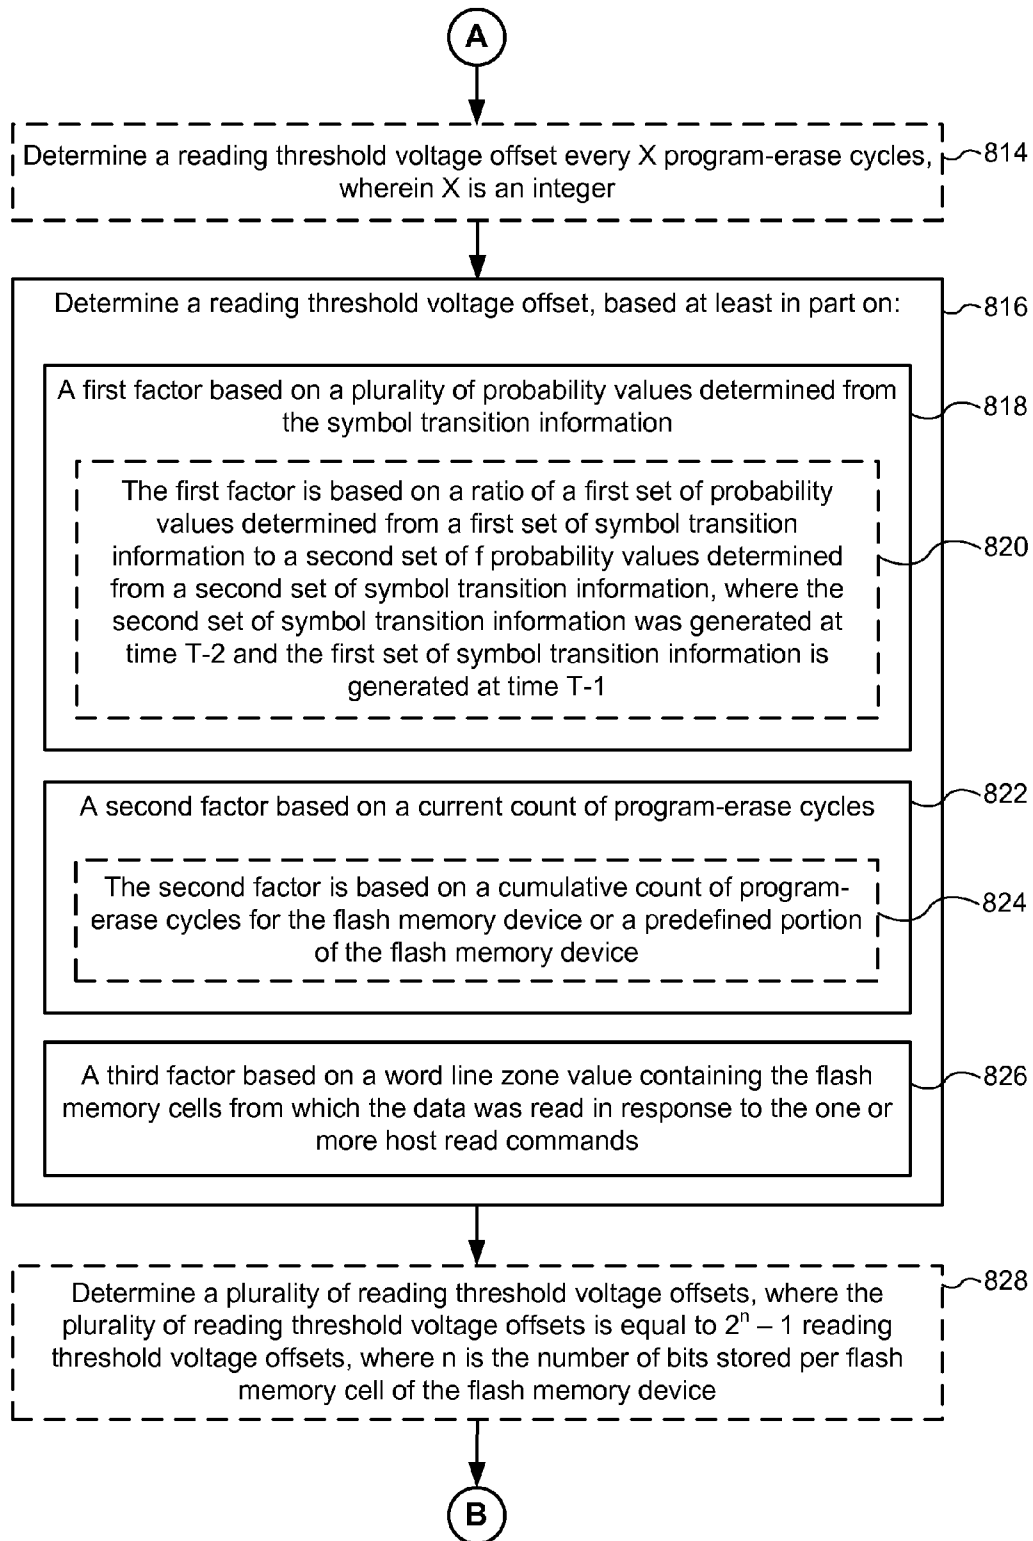 A
Determine a reading threshold voltage offset every X program-erase cycles,
wherein X is an integer
814
Determine a reading threshold voltage offset, based at least in part on:
816
A first factor based on a plurality of probability values determined from
the symbol transition information
818
The first factor is based on a ratio of a first set of probability
values determined from a first set of symbol transition
information to a second set of f probability values determined
from a second set of symbol transition information, where the
second set of symbol transition information was generated at
time T-2 and the first set of symbol transition information is
generated at time T-1
820
A second factor based on a current count of program-erase cycles
822
The second factor is based on a cumulative count of program-
erase cycles for the flash memory device or a predefined portion
of the flash memory device
824
A third factor based on a word line zone value containing the flash
memory cells from which the data was read in response to the one or
more host read commands
826
Determine a plurality of reading threshold voltage offsets, where the
plurality of reading threshold voltage offsets is equal to 2ⁿ – 1 reading
threshold voltage offsets, where n is the number of bits stored per flash
memory cell of the flash memory device
828
B